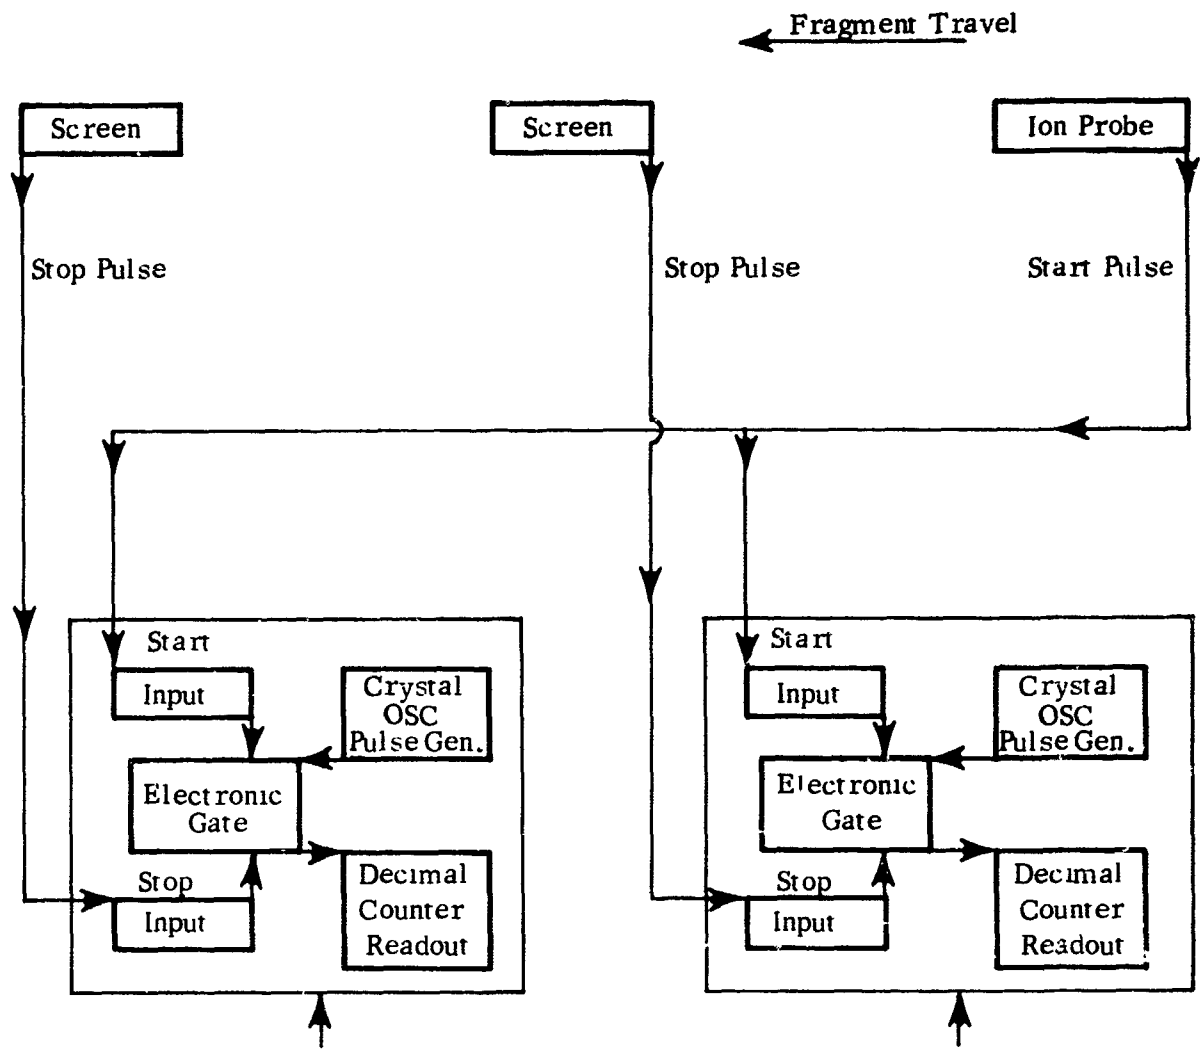 Fragment Travel
Screen
Screen
Ion Probe
Stop Pulse
Stop Pulse
Start Pulse
Start
Input
Crystal
OSC
Pulse Gen.
Electronic
Gate
Stop
Input
Decimal
Counter
Readout
Start
Input
Crystal
OSC
Pulse Gen.
Electronic
Gate
Stop
Input
Decimal
Counter
Readout